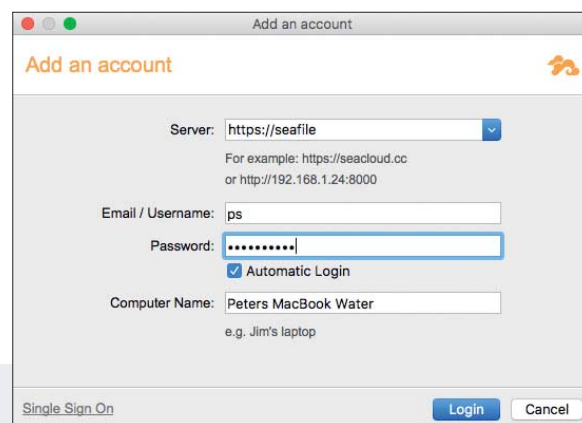 Add an account
Add an account
Server: https://seafile
For example: https://seacloud.cc
or http://192.168.1.24:8000
Email / Username: ps
Password: ••••••••••
Automatic Login
Computer Name: Peters MacBook Water
e.g. Jim's laptop
Single Sign On Login Cancel